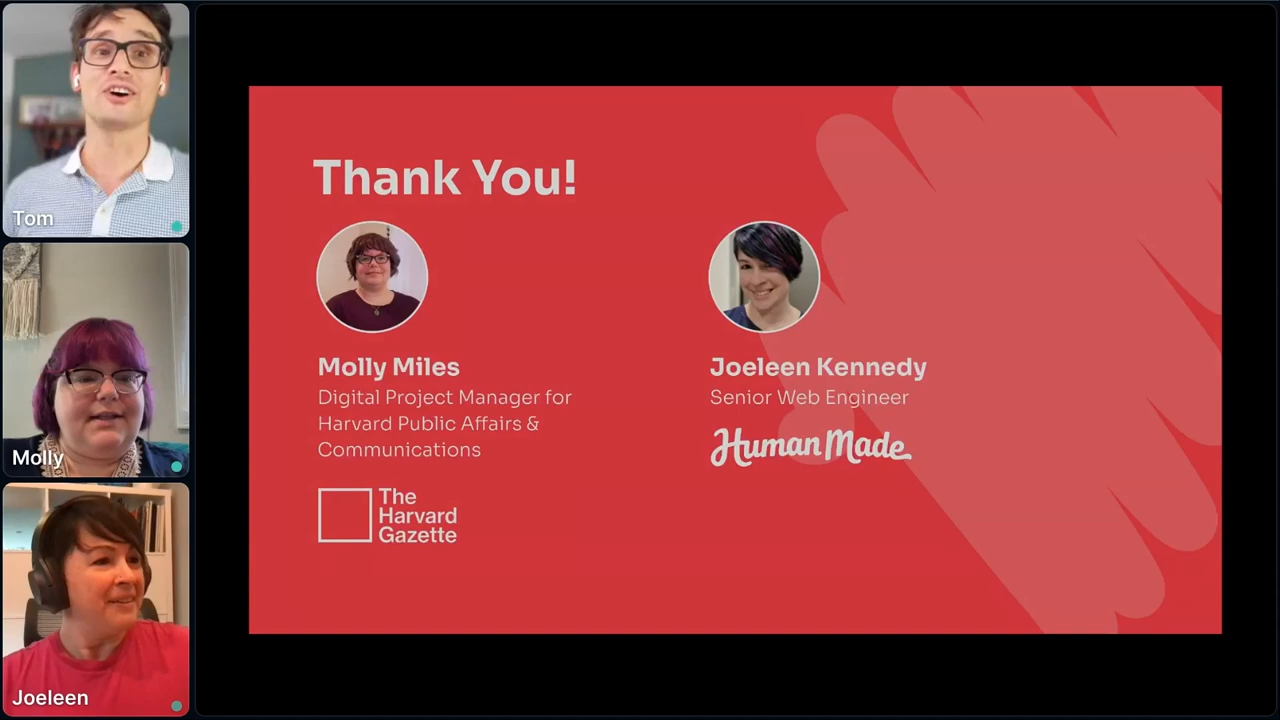 Tom
Molly
Joeleen
Thank You!
Molly Miles
Digital Project Manager for
Harvard Public Affairs &
Communications
The
Harvard
Gazette
Joeleen Kennedy
Senior Web Engineer
Human Made